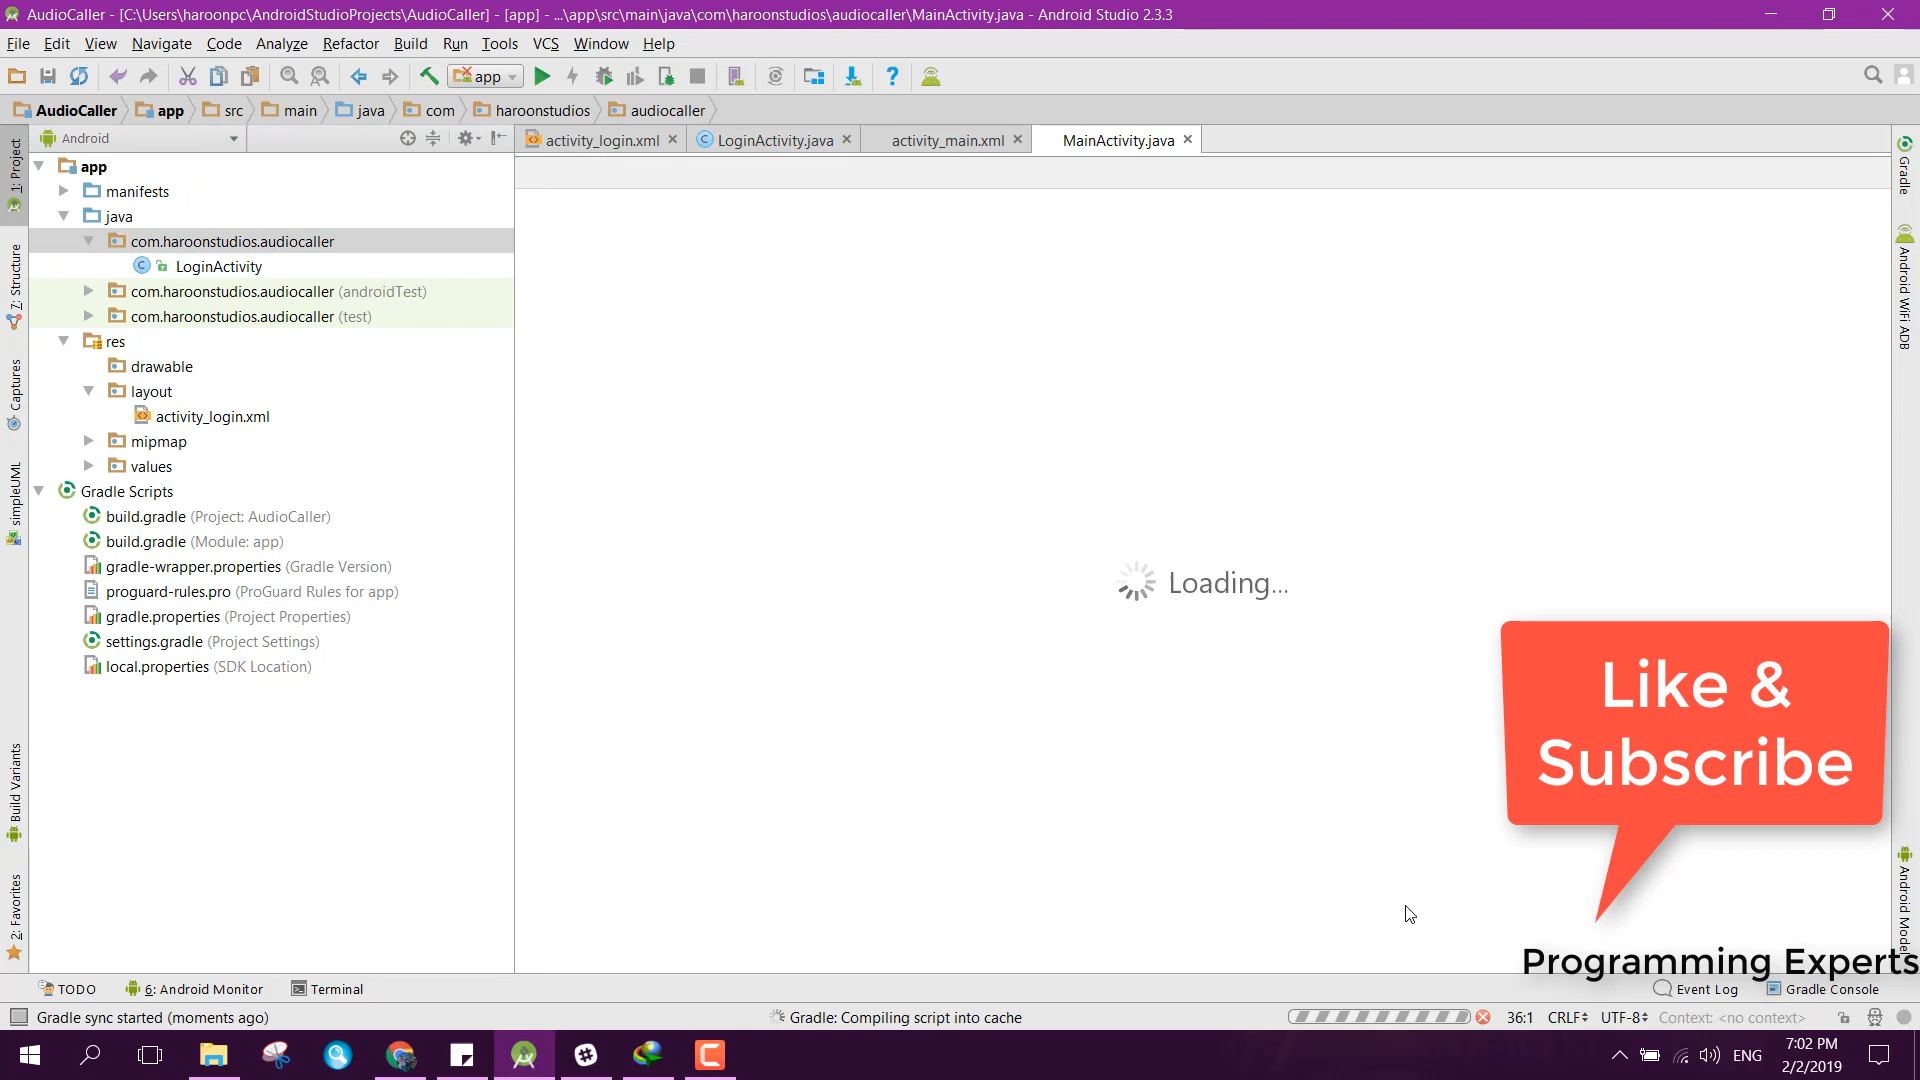 AudioCaller - [C:\Users\haroonpc\AndroidStudioProjects\AudioCaller] - [app] - ...\app\src\main\java\com\haroonstudios\audiocaller\MainActivity.java - Android Studio 2.3.3
File Edit View Navigate Code Analyze Refactor Build Run Tools VCS Window Help
app
AudioCaller app src main java com haroonstudios audiocaller
Android
activity_login.xml LoginActivity.java activity_main.xml MainActivity.java
1: Project
7: Structure
Captures
simpleUML
Build Variants
2: Favorites
app
manifests
java
com.haroonstudios.audiocaller
LoginActivity
com.haroonstudios.audiocaller (androidTest)
com.haroonstudios.audiocaller (test)
res
drawable
layout
activity_login.xml
mipmap
values
Gradle Scripts
build.gradle (Project: AudioCaller)
build.gradle (Module: app)
gradle-wrapper.properties (Gradle Version)
proguard-rules.pro (ProGuard Rules for app)
gradle.properties (Project Properties)
settings.gradle (Project Settings)
local.properties (SDK Location)
Loading...
Gradle
Android WiFi ADB
Android Model
Like &
Subscribe
Programming Experts
TODO 6: Android Monitor Terminal Event Log Gradle Console
Gradle sync started (moments ago) Gradle: Compiling script into cache 36:1 CRLF UTF-8 Context: <no context>
ENG
7:02 PM
2/2/2019